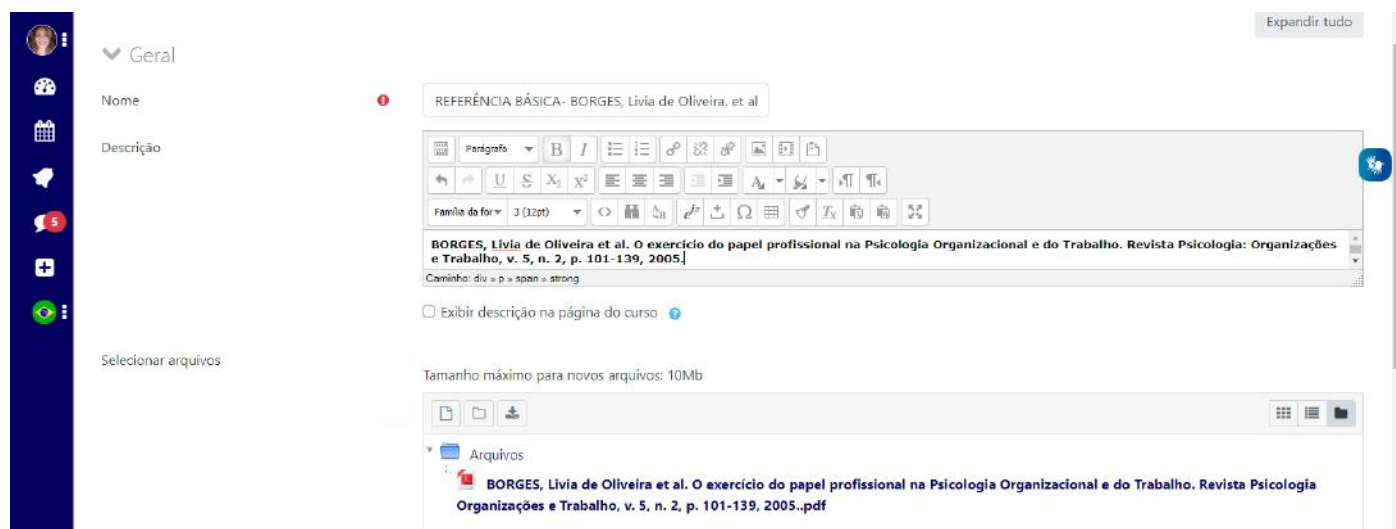 Expandir tudo
Geral
Nome
REFERÊNCIA BÁSICA- BORGES, Livia de Oliveira. et al
Descrição
Parágrafo
B I
U S X₂ X²
Família da for 3 (12pt)
BORGES, Livia de Oliveira et al. O exercício do papel profissional na Psicologia Organizacional e do Trabalho. Revista Psicologia: Organizações
e Trabalho, v. 5, n. 2, p. 101-139, 2005.
Caminho: div » p » span » strong
5
Exibir descrição na página do curso
Selecionar arquivos
Tamanho máximo para novos arquivos: 10Mb
Arquivos
BORGES, Livia de Oliveira et al. O exercício do papel profissional na Psicologia Organizacional e do Trabalho. Revista Psicologia
Organizações e Trabalho, v. 5, n. 2, p. 101-139, 2005..pdf